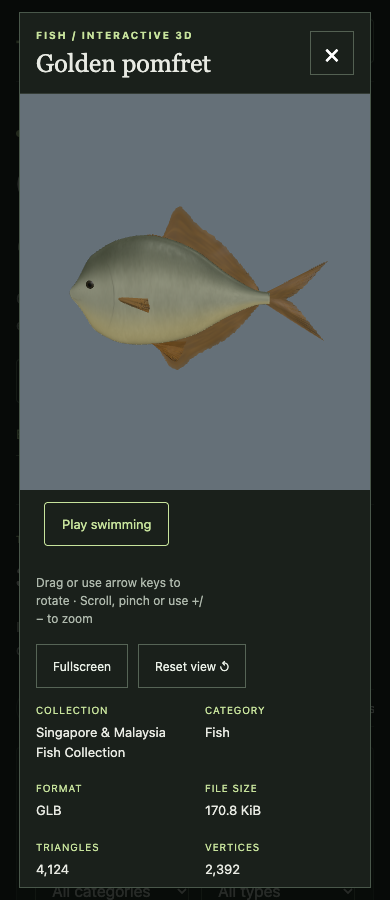 FISH / INTERACTIVE 3D
Golden pomfret
×
Play swimming
Drag or use arrow keys to
rotate · Scroll, pinch or use +/
− to zoom
Fullscreen
Reset view ↺
COLLECTION
Singapore & Malaysia
Fish Collection
CATEGORY
Fish
FORMAT
GLB
FILE SIZE
170.8 KiB
TRIANGLES
4,124
VERTICES
2,392
All categories
All types